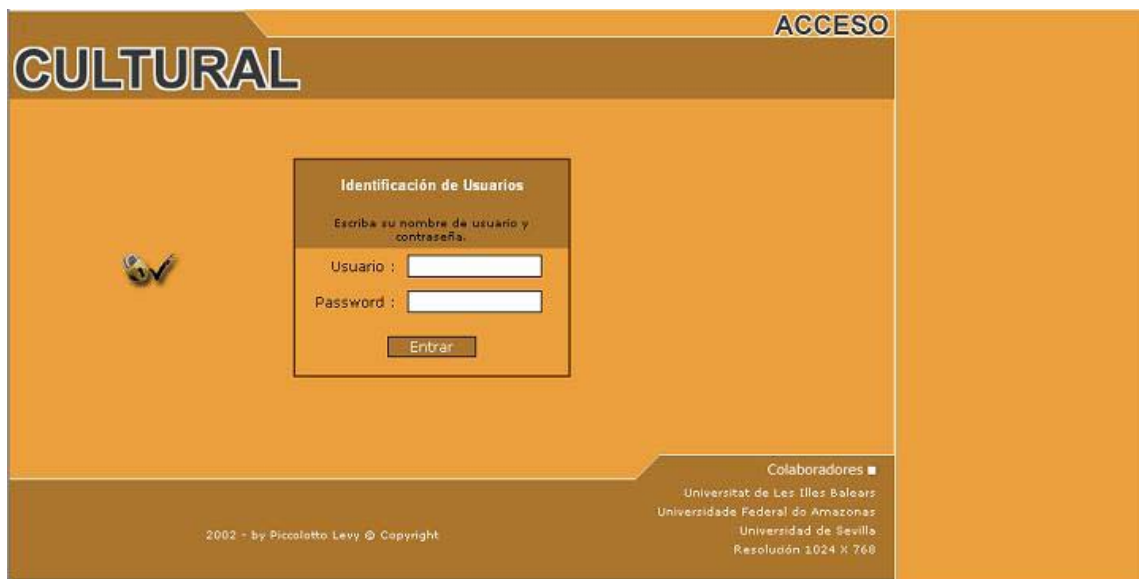 ACCESO
CULTURAL
Identificación de Usuarios
Escriba su nombre de usuario y
contraseña.
Usuario :
Password :
Entrar
Colaboradores
Universitat de Les Illes Balears
Universidade Federal do Amazonas
Universidad de Sevilla
Resolución 1024 X 768
2002 - by Piccolotto Levy @ Copyright